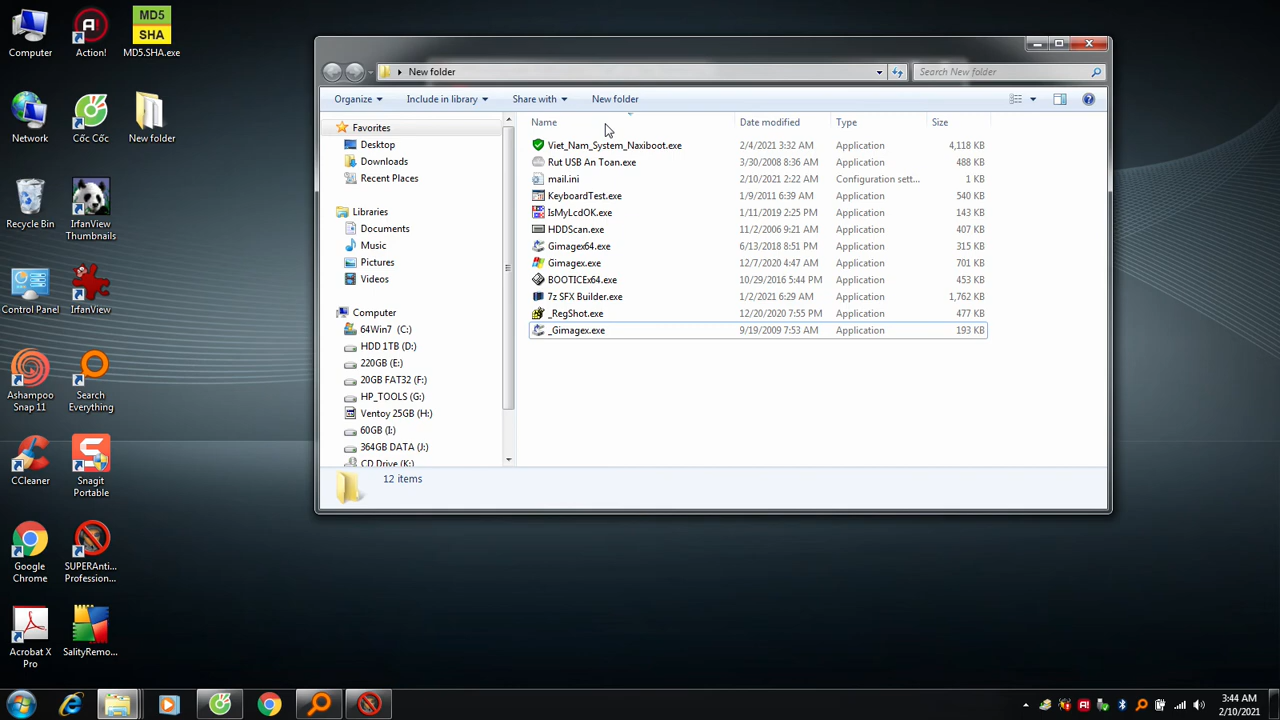 Computer
Action!
MD5
SHA
MD5.SHA.exe
Network
Cốc Cốc
New folder
Recycle Bin
IrfanView
Thumbnails
Control Panel
IrfanView
Ashampoo
Snap 11
Search
Everything
CCleaner
Snagit
Portable
Google
Chrome
SUPERAnti...
Profession...
Acrobat X
Pro
SalityRemo...
New folder
Search New folder
Organize
Include in library
Share with
New folder
Favorites
Desktop
Downloads
Recent Places
Libraries
Documents
Music
Pictures
Videos
Computer
64Win7 (C:)
HDD 1TB (D:)
220GB (E:)
20GB FAT32 (F:)
HP_TOOLS (G:)
Ventoy 25GB (H:)
60GB (I:)
364GB DATA (J:)
CD Drive (K:)
Name Date modified Type Size
Viet_Nam_System_Naxiboot.exe 2/4/2021 3:32 AM Application 4,118 KB
Rut USB An Toan.exe 3/30/2008 8:36 AM Application 488 KB
mail.ini 2/10/2021 2:22 AM Configuration sett... 1 KB
KeyboardTest.exe 1/9/2011 6:39 AM Application 540 KB
IsMyLcdOK.exe 1/11/2019 2:25 PM Application 143 KB
HDDScan.exe 11/2/2006 9:21 AM Application 407 KB
Gimagex64.exe 6/13/2018 8:51 PM Application 315 KB
Gimagex.exe 12/7/2020 4:47 AM Application 701 KB
BOOTICEx64.exe 10/29/2016 5:44 PM Application 453 KB
7z SFX Builder.exe 1/2/2021 6:29 AM Application 1,762 KB
_RegShot.exe 12/20/2020 7:55 PM Application 477 KB
_Gimagex.exe 9/19/2009 7:53 AM Application 193 KB
12 items
3:44 AM
2/10/2021